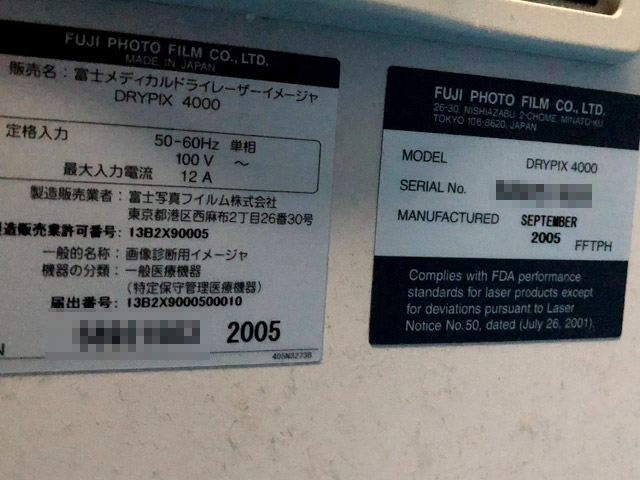 FUJI PHOTO FILM CO., LTD.
MADE IN JAPAN
販売名：富士メディカルドライレーザーイメージャ
DRYPIX 4000
定格入力 50-60Hz 単相
100 V ～
最大入力電流 12 A
製造販売業者：富士写真フイルム株式会社
東京都港区西麻布2丁目26番30号
造販売業許可番号：13B2X90005
一般的名称：画像診断用イメージャ
機器の分類：一般医療機器
(特定保守管理医療機器)
届出番号：13B2X9000500010
N 2005
405N3273B
FUJI PHOTO FILM CO., LTD.
26-30, NISHIAZABU 2-CHOME, MINATO-KU,
TOKYO 106-8620, JAPAN
MODEL DRYPIX 4000
SERIAL No.
MANUFACTURED SEPTEMBER
2005 FFTPH
Complies with FDA performance
standards for laser products except
for deviations pursuant to Laser
Notice No.50, dated (July 26, 2001).